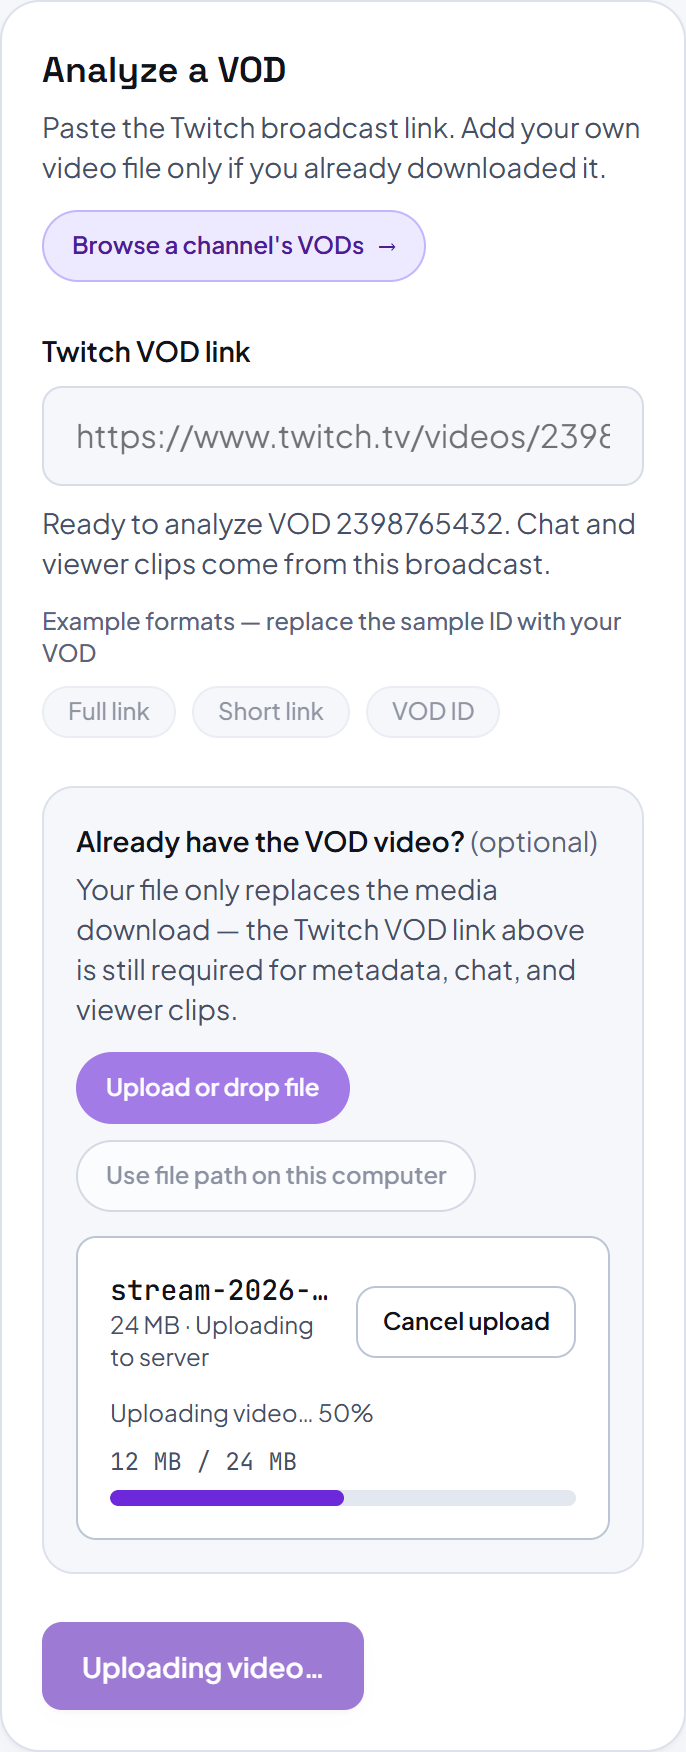 Analyze a VOD
Paste the Twitch broadcast link. Add your own
video file only if you already downloaded it.
Browse a channel's VODs →
Twitch VOD link
https://www.twitch.tv/videos/2398
Ready to analyze VOD 2398765432. Chat and
viewer clips come from this broadcast.
Example formats — replace the sample ID with your
VOD
Full link
Short link
VOD ID
Already have the VOD video? (optional)
Your file only replaces the media
download — the Twitch VOD link above
is still required for metadata, chat, and
viewer clips.
Upload or drop file
Use file path on this computer
stream-2026-…
24 MB · Uploading
to server
Cancel upload
Uploading video… 50%
12 MB / 24 MB
Uploading video…